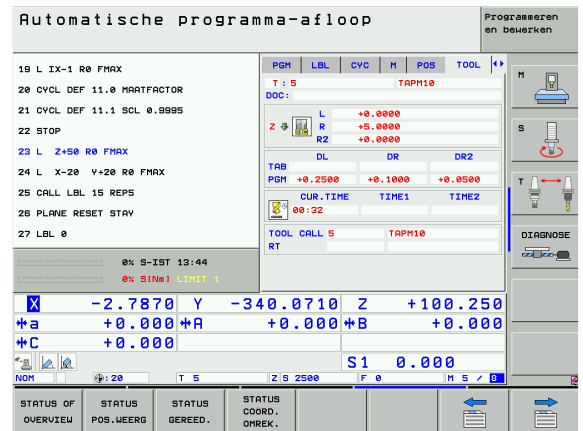 Automatische programma-afloop
Programmeren
en bewerken
19 L IX-1 R0 FMAX
20 CYCL DEF 11.0 MAATFACTOR
21 CYCL DEF 11.1 SCL 0.9995
22 STOP
23 L Z+50 R0 FMAX
24 L X-20 Y+20 R0 FMAX
25 CALL LBL 15 REP5
26 PLANE RESET STAY
27 LBL 0
0% S-IST 13:44
0% S[Nm] LIMIT 1
PGM LBL CYC M POS TOOL
T : 5 TAPM10
DOC:
Z L +0.0000
R +5.0000
R2 +0.0000
DL DR DR2
TAB
PGM +0.2500 +0.1000 +0.0500
CUR.TIME TIME1 TIME2
00:32
TOOL CALL 5 TAPM10
RT
M
S
T
DIAGNOSE
X -2.7870 Y -340.0710 Z +100.250
a +0.000 A +0.000 B +0.000
C +0.000
S1 0.000
NOM : 20 T 5 Z S 2500 F 0 M 5 / 8
STATUS OF
OVERVIEW
STATUS
POS.WEERG
STATUS
GEREED.
STATUS
COORD.
OMREK.